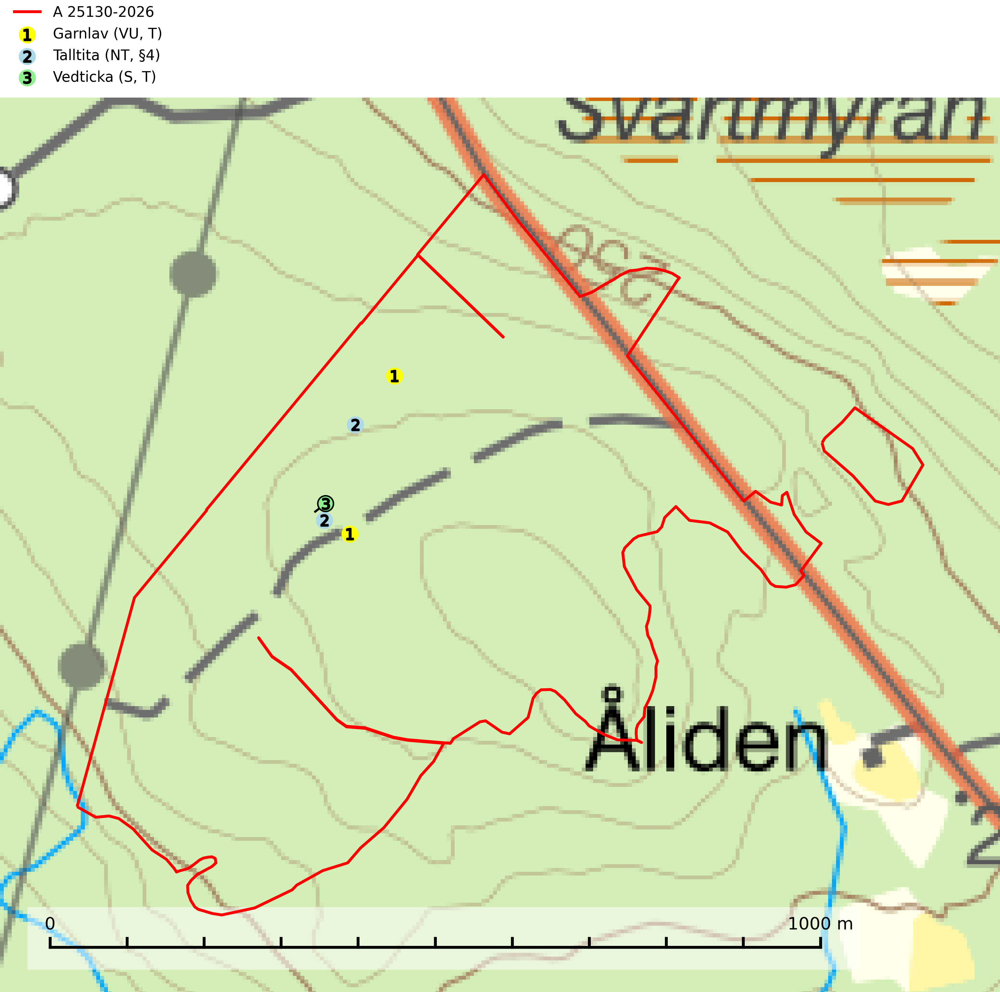 A 25130-2026
1 Garnlav (VU, T)
2 Talltita (NT, §4)
3 Vedticka (S, T)
Svartmyran
1
2
3
2
1
Åliden
0 1000 m